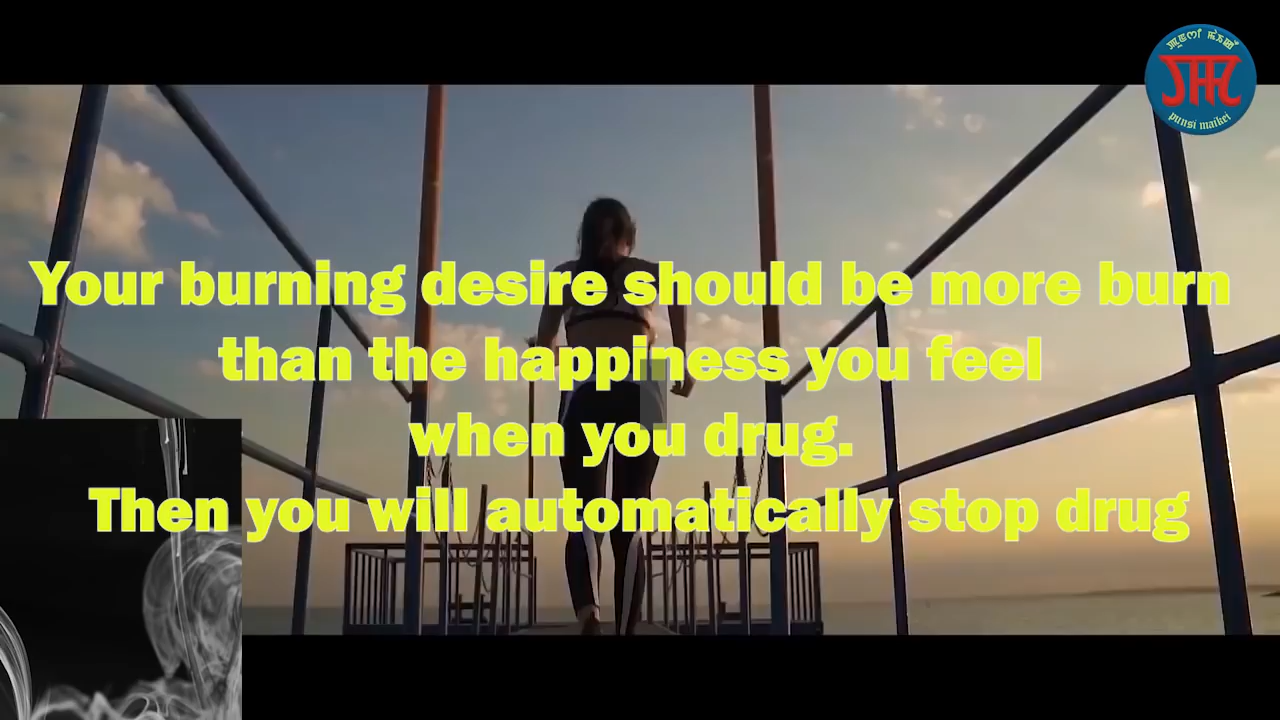 punsi maikei
Your burning desire should be more burn
than the happiness you feel
when you drug.
Then you will automatically stop drug